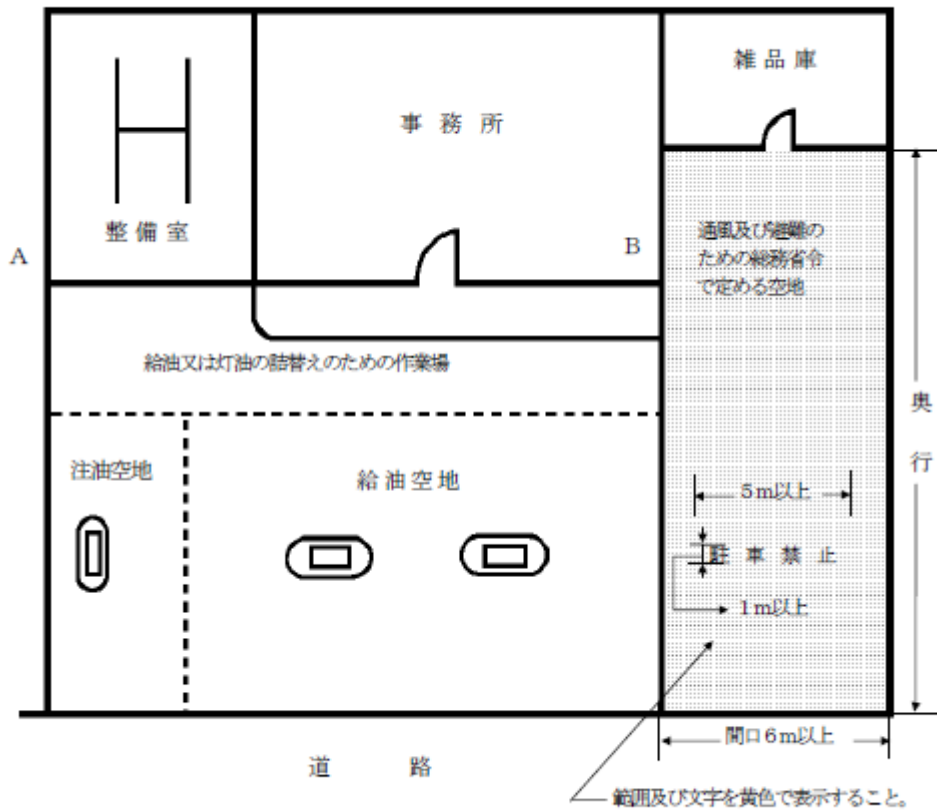 雑品庫
事務所
整備室
A
B
通風及び避難の
ための総務省令
で定める空地
給油又は灯油の詰替えのための作業場
奥行
注油空地
給油空地
5m以上
駐車禁止
1m以上
間口6m以上
道路
範囲及び文字を黄色で表示すること。